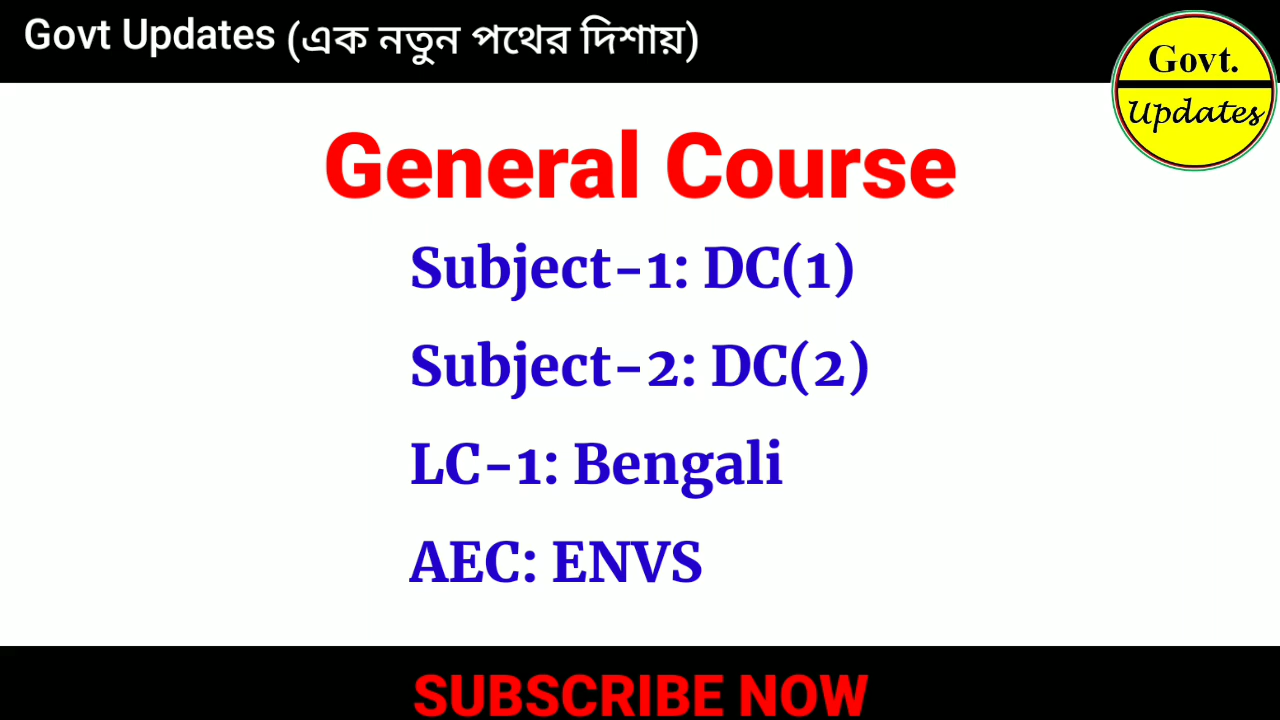 Govt Updates (এক নতুন পথের দিশায়)
Govt.
Updates
General Course
Subject-1: DC(1)
Subject-2: DC(2)
LC-1: Bengali
AEC: ENVS
SUBSCRIBE NOW